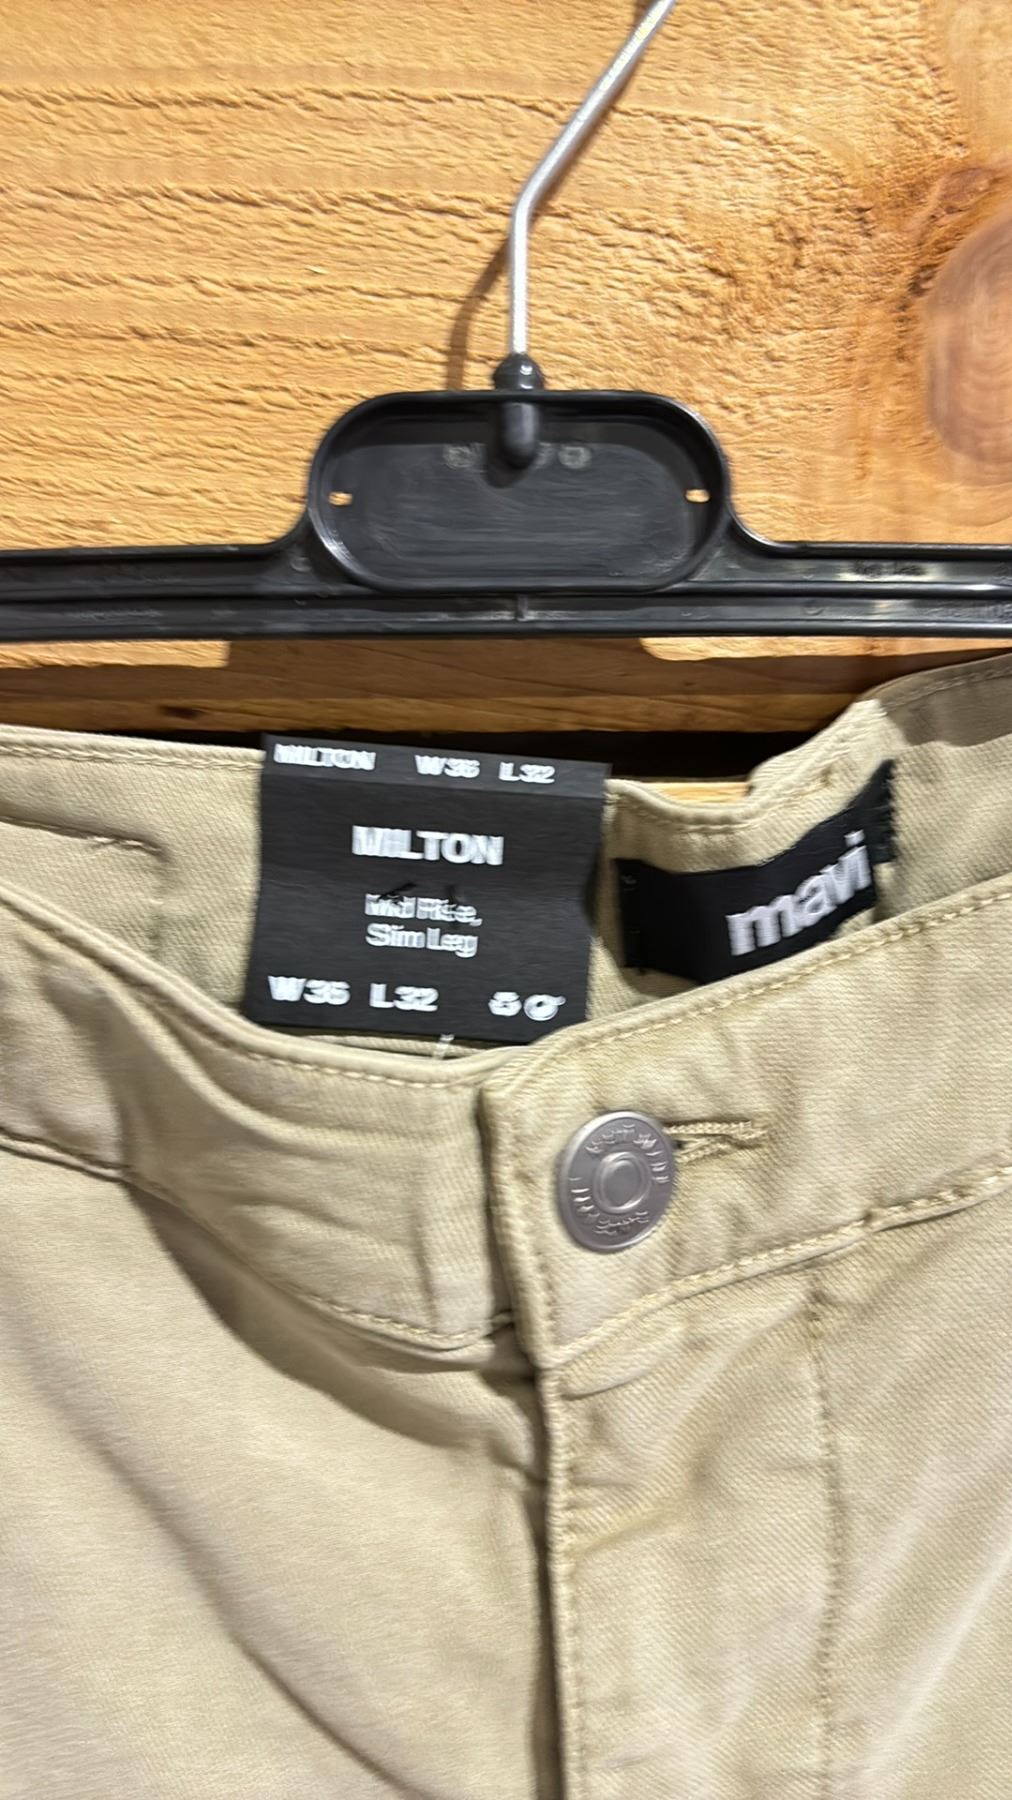 MILTON W36 L32
MILTON
Mid Rise,
Slim Leg
W36 L32
mavi